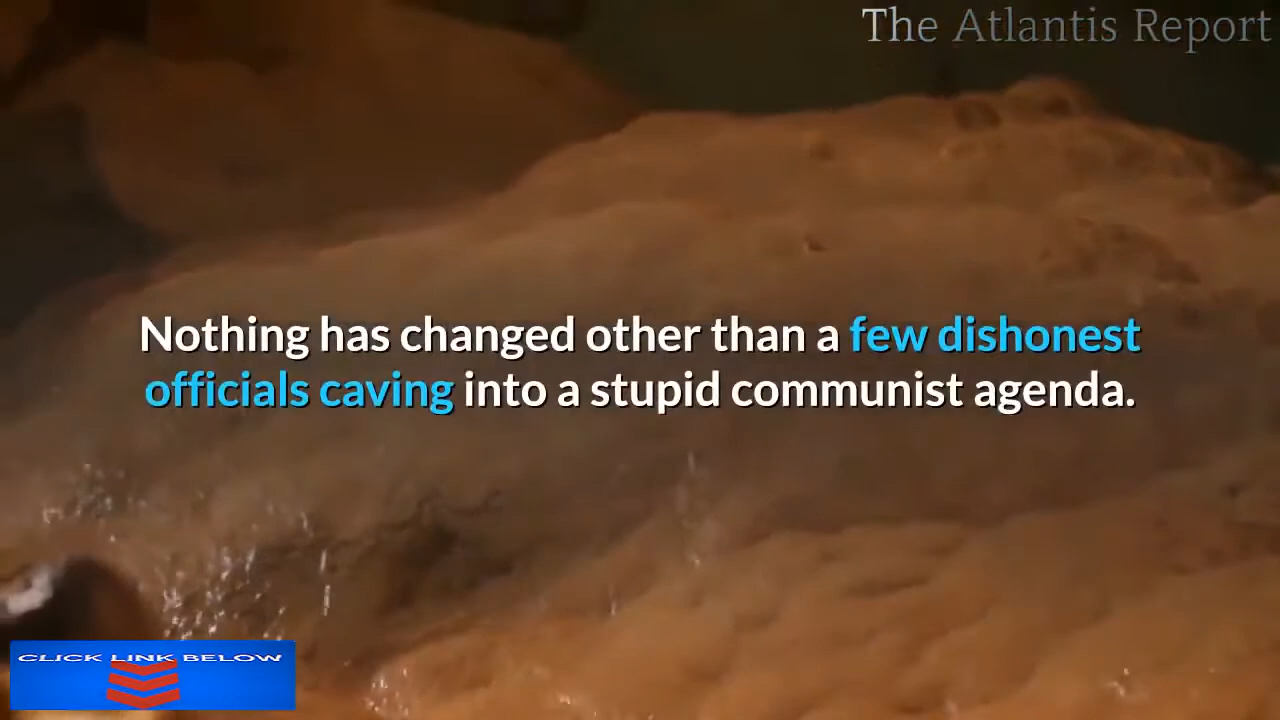 The Atlantis Report
Nothing has changed other than a few dishonest
officials caving into a stupid communist agenda.
CLICK LINK BELOW